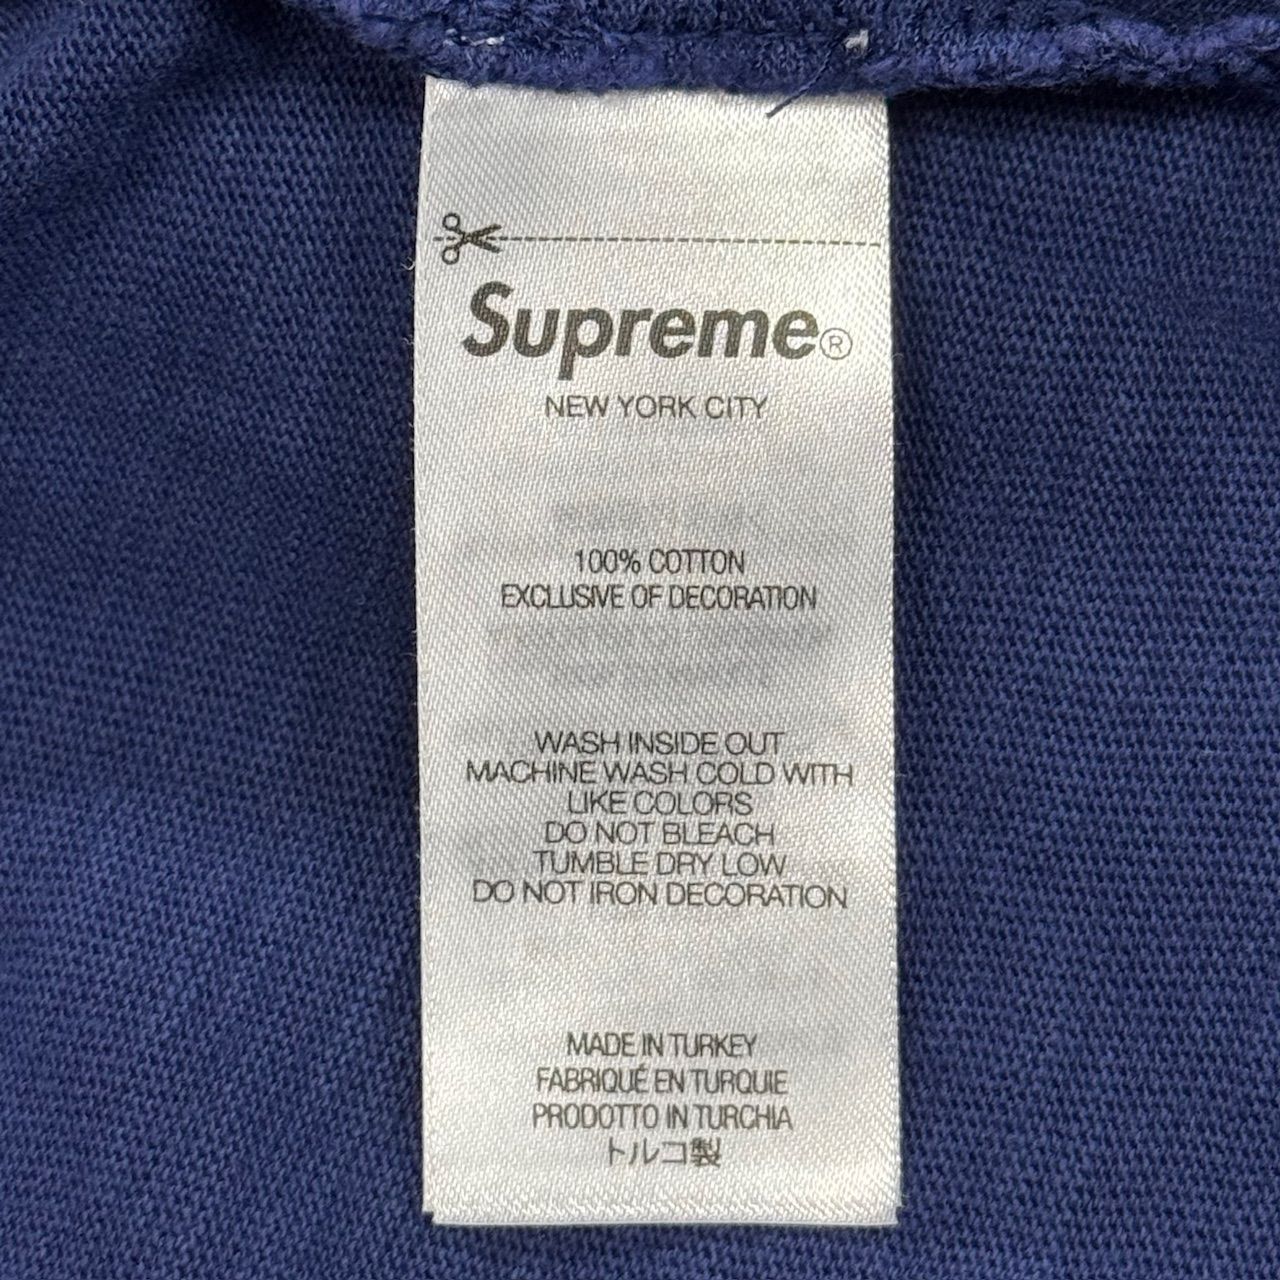 Supreme®
NEW YORK CITY
100% COTTON
EXCLUSIVE OF DECORATION
WASH INSIDE OUT
MACHINE WASH COLD WITH
LIKE COLORS
DO NOT BLEACH
TUMBLE DRY LOW
DO NOT IRON DECORATION
MADE IN TURKEY
FABRIQUÉ EN TURQUIE
PRODOTTO IN TURCHIA
トルコ製